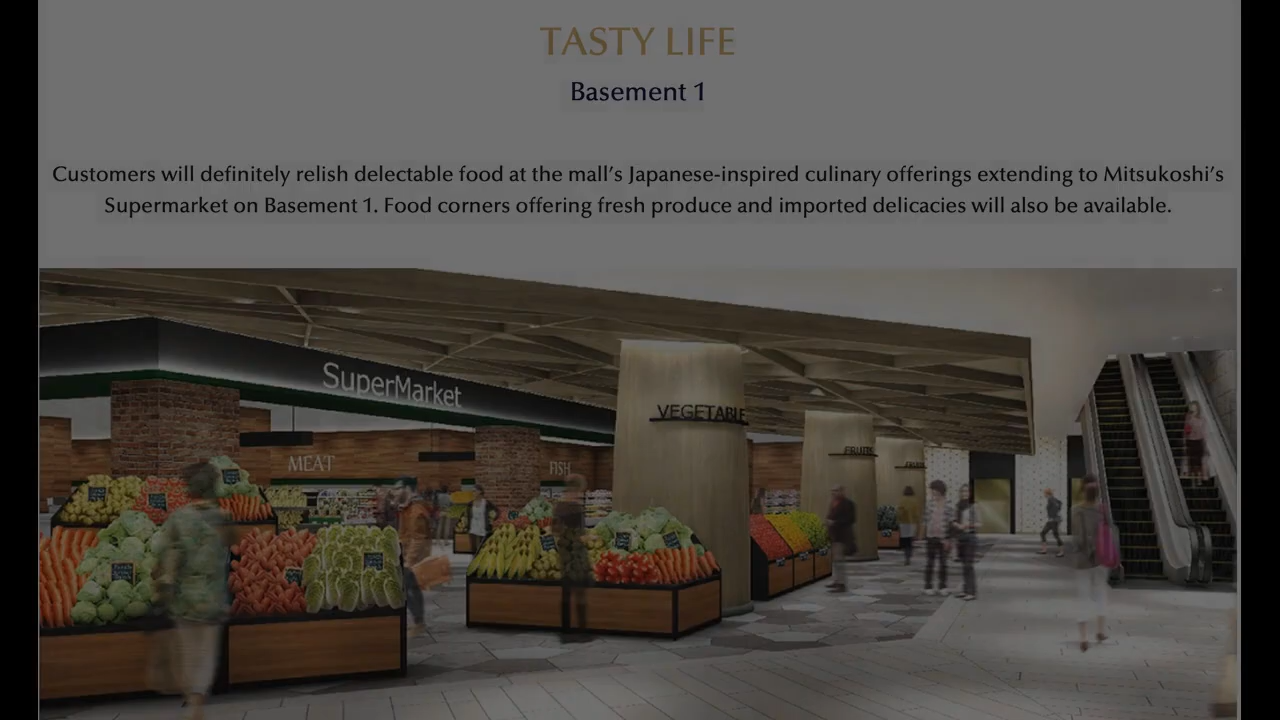 TASTY LIFE
Basement 1
Customers will definitely relish delectable food at the mall’s Japanese-inspired culinary offerings extending to Mitsukoshi’s
Supermarket on Basement 1. Food corners offering fresh produce and imported delicacies will also be available.
SuperMarket
VEGETABLE
MEAT
FISH
FRUITS